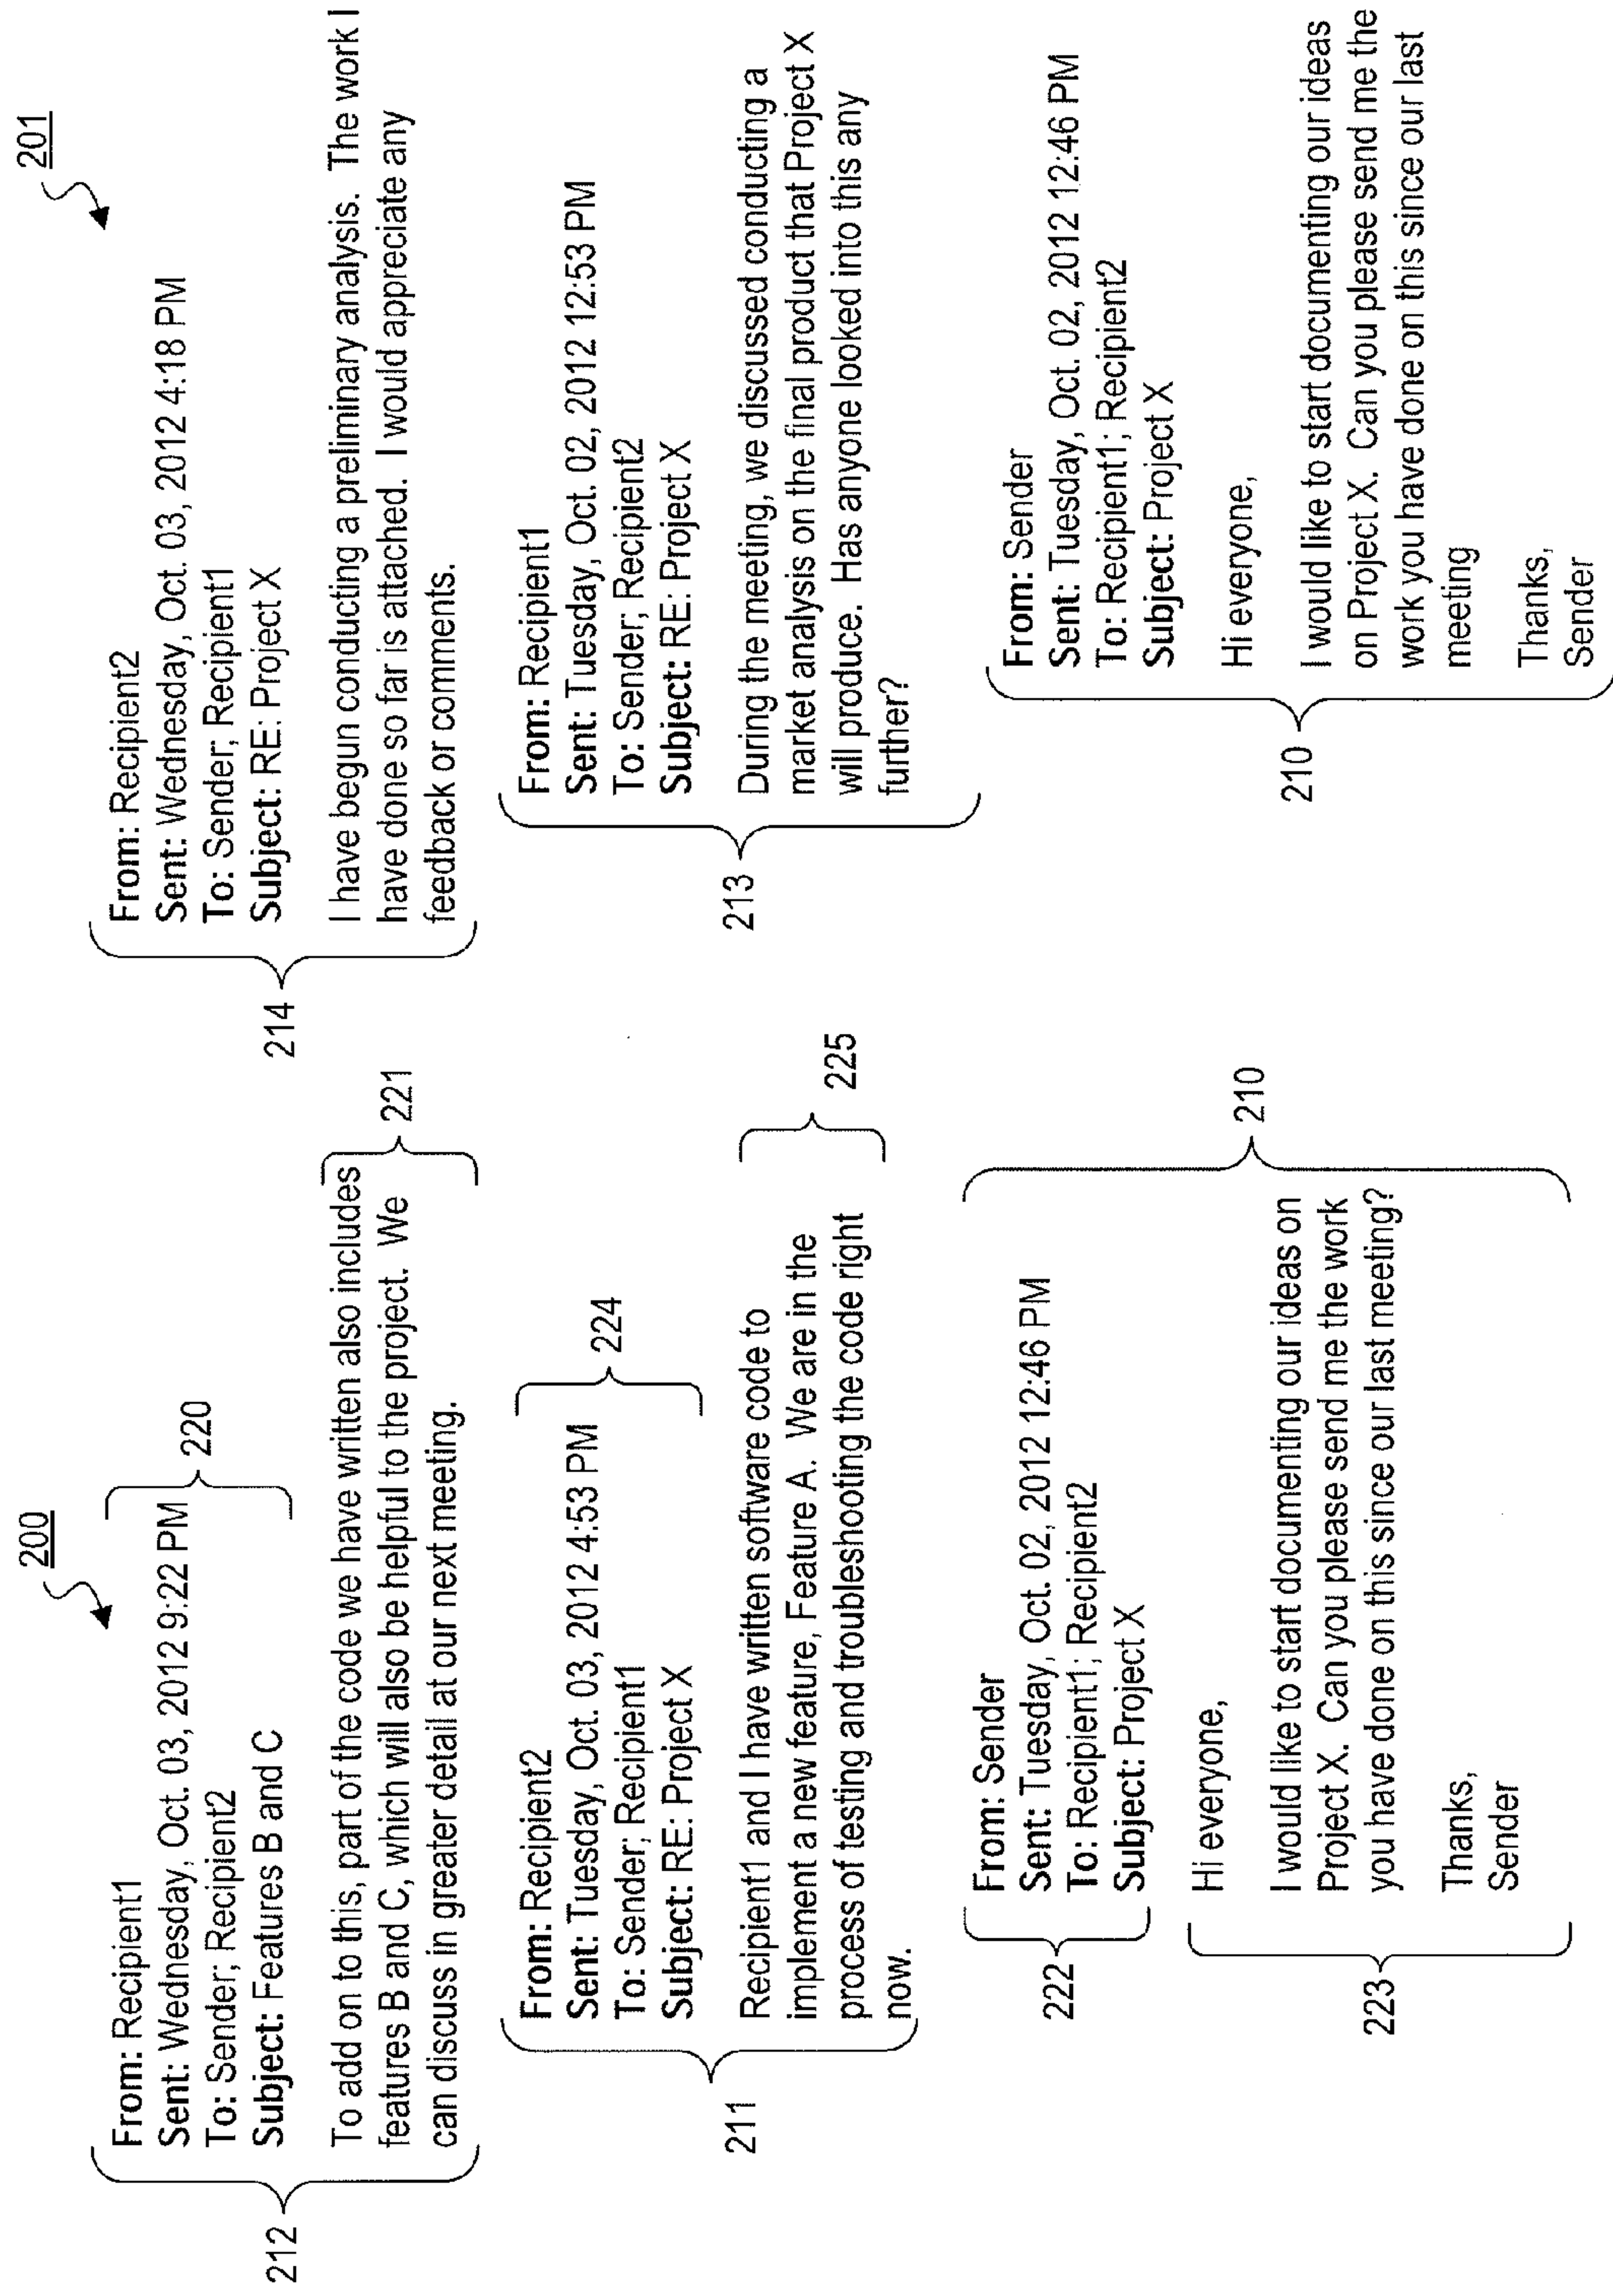 200
212
From: Recipient1
Sent: Wednesday, Oct. 03, 2012 9:22 PM
To: Sender; Recipient2
Subject: Features B and C
220
To add on to this, part of the code we have written also includes
features B and C, which will also be helpful to the project. We
can discuss in greater detail at our next meeting.
221
211
From: Recipient2
Sent: Tuesday, Oct. 03, 2012 4:53 PM
To: Sender; Recipient1
Subject: RE: Project X
224
Recipient1 and I have written software code to
implement a new feature, Feature A. We are in the
process of testing and troubleshooting the code right
now.
225
222
From: Sender
Sent: Tuesday, Oct. 02, 2012 12:46 PM
To: Recipient1; Recipient2
Subject: Project X
210
223
Hi everyone,
I would like to start documenting our ideas on
Project X. Can you please send me the work
you have done on this since our last meeting?
Thanks,
Sender
201
214
From: Recipient2
Sent: Wednesday, Oct. 03, 2012 4:18 PM
To: Sender; Recipient1
Subject: RE: Project X
I have begun conducting a preliminary analysis. The work I
have done so far is attached. I would appreciate any
feedback or comments.
213
From: Recipient1
Sent: Tuesday, Oct. 02, 2012 12:53 PM
To: Sender; Recipient2
Subject: RE: Project X
During the meeting, we discussed conducting a
market analysis on the final product that Project X
will produce. Has anyone looked into this any
further?
210
From: Sender
Sent: Tuesday, Oct. 02, 2012 12:46 PM
To: Recipient1; Recipient2
Subject: Project X
Hi everyone,
I would like to start documenting our ideas
on Project X. Can you please send me the
work you have done on this since our last
meeting
Thanks,
Sender